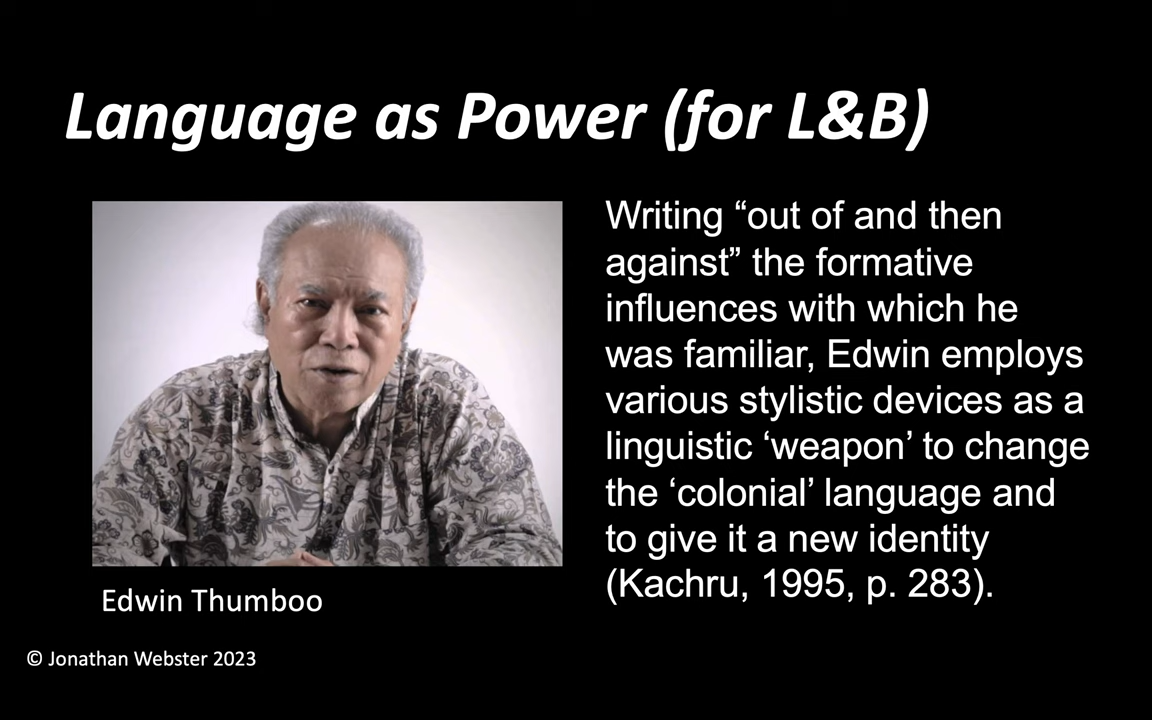 Language as Power (for L&B)
Writing “out of and then
against” the formative
influences with which he
was familiar, Edwin employs
various stylistic devices as a
linguistic ‘weapon’ to change
the ‘colonial’ language and
to give it a new identity
(Kachru, 1995, p. 283).
Edwin Thumboo
© Jonathan Webster 2023